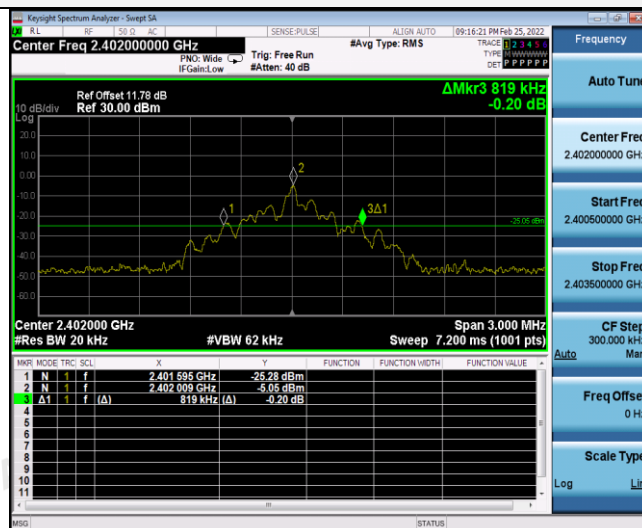 Keysight Spectrum Analyzer - Swept SA
RL RF 50 Ω AC SENSE:PULSE ALIGN AUTO 09:16:21 PM Feb 25, 2022
Center Freq 2.402000000 GHz
#Avg Type: RMS
TRACE 1 2 3 4 5 6
PNO: Wide Trig: Free Run
TYPE M WWWWW
IFGain:Low #Atten: 40 dB
DET P P P P P P
ΔMkr3 819 kHz
-0.20 dB
Ref Offset 11.78 dB
10 dB/div Ref 30.00 dBm
Log
20.0
10.0
0.00
-10.0
-20.0
-30.0
-40.0
-50.0
-60.0
1
2
3Δ1
-25.05 dBm
Center 2.402000 GHz Span 3.000 MHz
#Res BW 20 kHz #VBW 62 kHz Sweep 7.200 ms (1001 pts)
MKR MODE TRC SCL X Y FUNCTION FUNCTION WIDTH FUNCTION VALUE
1 N 1 f 2.401 595 GHz -25.28 dBm
2 N 1 f 2.402 009 GHz -5.05 dBm
3 Δ1 1 f (Δ) 819 kHz (Δ) -0.20 dB
4
5
6
7
8
9
10
11
MSG STATUS
Frequency
Auto Tune
Center Freq
2.402000000 GHz
Start Freq
2.400500000 GHz
Stop Freq
2.403500000 GHz
CF Step
300.000 kHz
Auto Man
Freq Offset
0 Hz
Scale Type
Log Lin